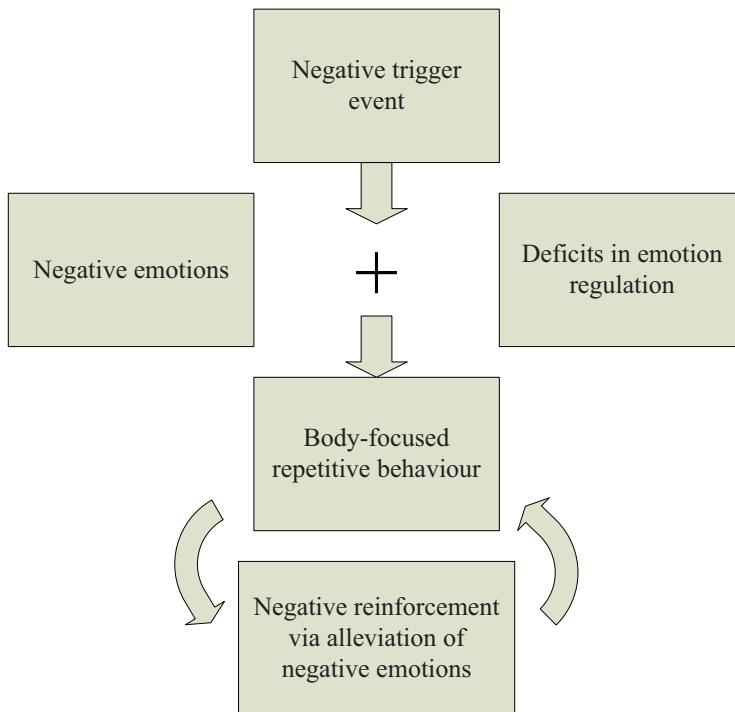 Negative trigger
event
Negative emotions
+
Deficits in emotion
regulation
Body-focused
repetitive behaviour
Negative reinforcement
via alleviation of
negative emotions